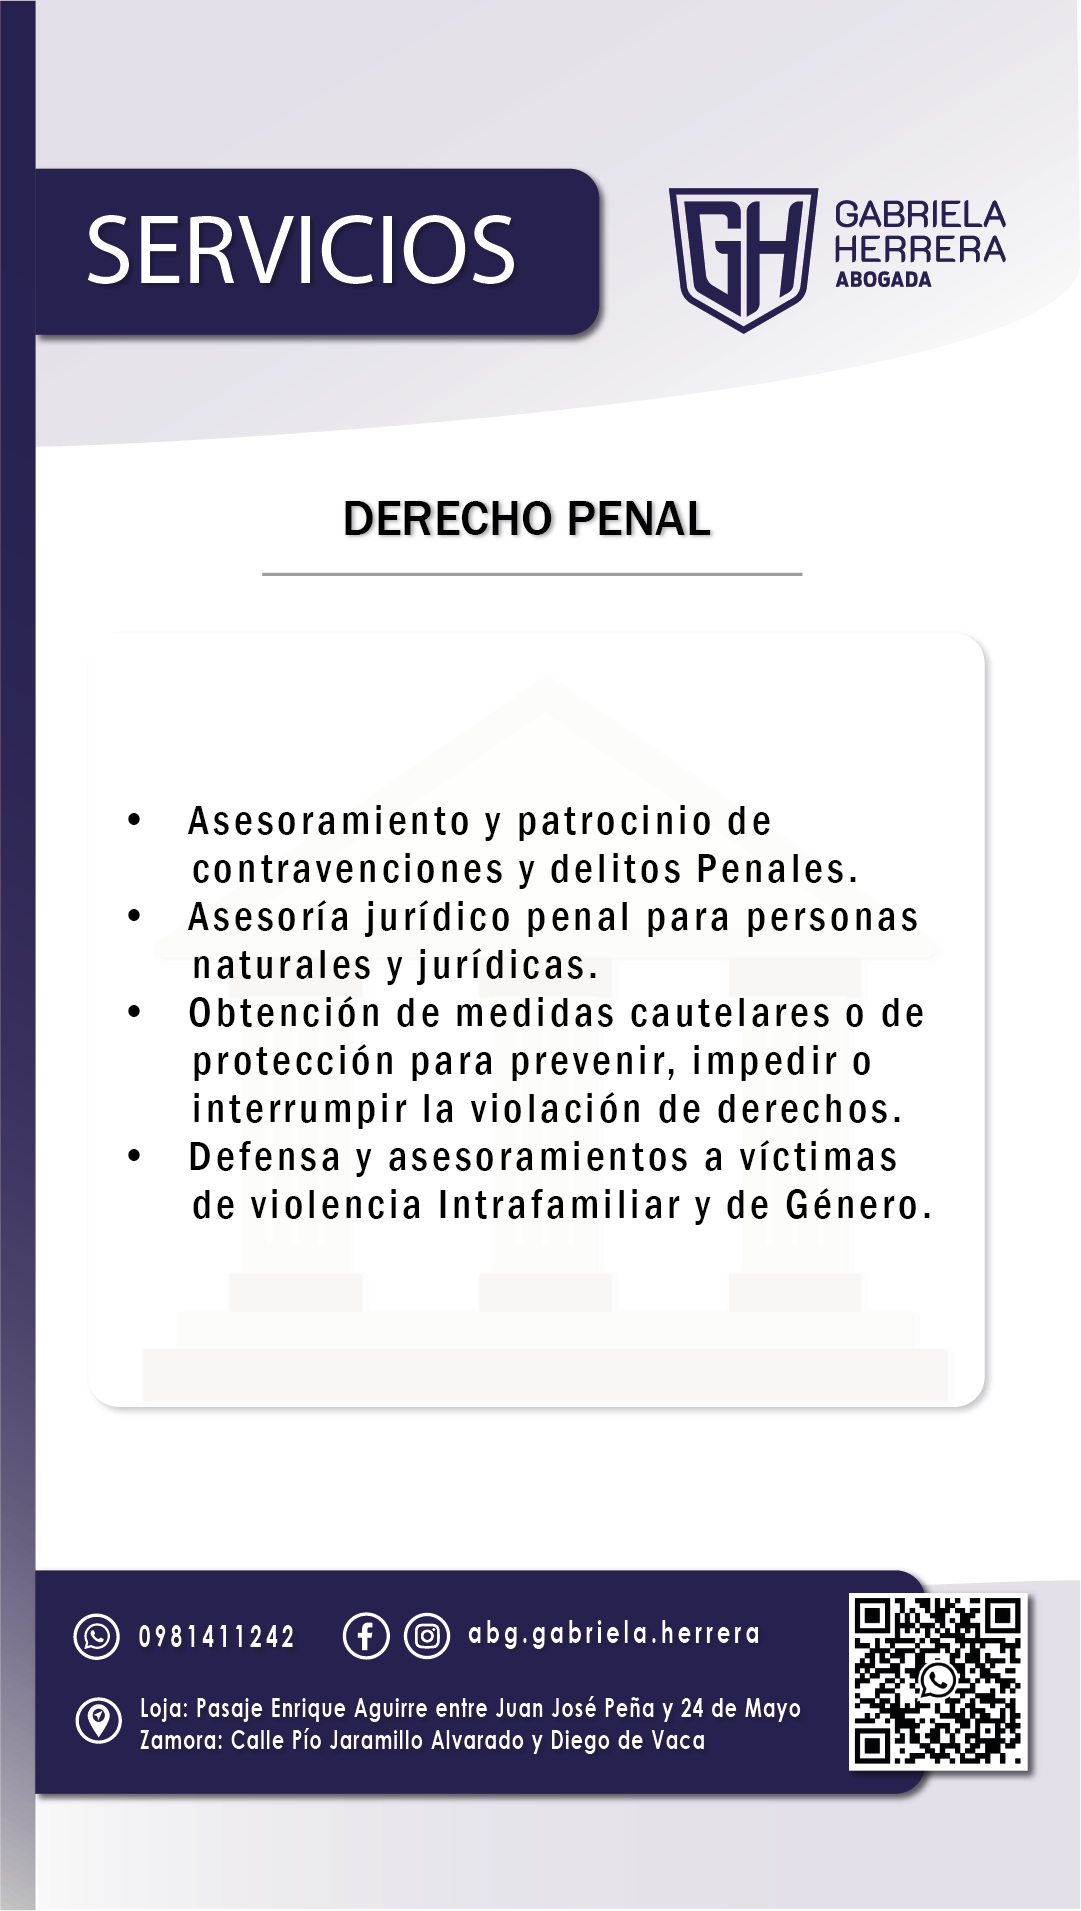 SERVICIOS
GH
GABRIELA
HERRERA
ABOGADA
DERECHO PENAL
• Asesoramiento y patrocinio de
contravenciones y delitos Penales.
• Asesoría jurídico penal para personas
naturales y jurídicas.
• Obtención de medidas cautelares o de
protección para prevenir, impedir o
interrumpir la violación de derechos.
• Defensa y asesoramientos a víctimas
de violencia Intrafamiliar y de Género.
0981411242
abg.gabriela.herrera
Loja: Pasaje Enrique Aguirre entre Juan José Peña y 24 de Mayo
Zamora: Calle Pío Jaramillo Alvarado y Diego de Vaca